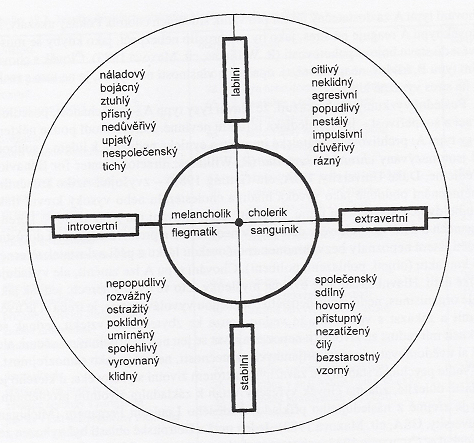 labilní
náladový
bojácný
ztuhlý
přísný
nedůvěřivý
upjatý
nespolečenský
tichý
citlivý
neklidný
agresivní
popudlivý
nestálý
impulsivní
důvěřivý
rázný
introvertní
melancholik
cholerik
flegmatik
sanguinik
extravertní
nepopudlivý
rozvážný
ostražitý
poklidný
umírněný
spolehlivý
vyrovnaný
klidný
společenský
sdílný
hovorný
přístupný
nezatížený
čilý
bezstarostný
vzorný
stabilní